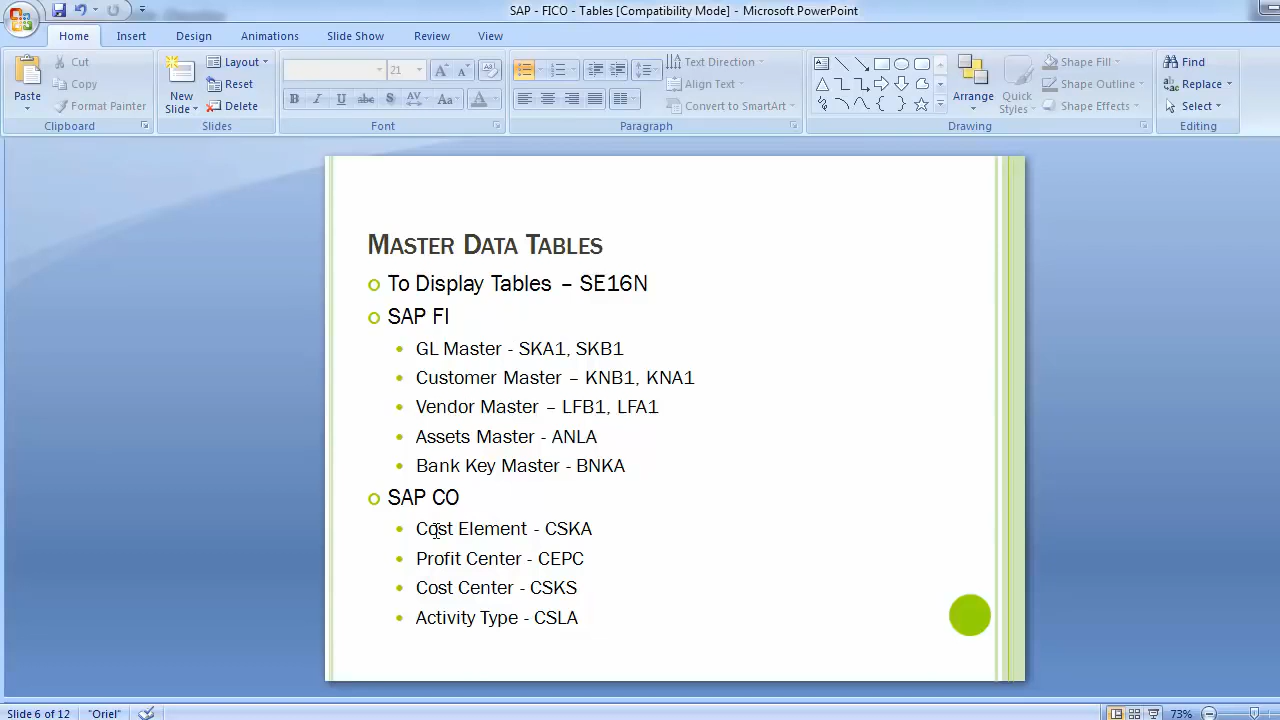 SAP - FICO - Tables [Compatibility Mode] - Microsoft PowerPoint
Home Insert Design Animations Slide Show Review View
Paste
Cut
Copy
Format Painter
Clipboard
New Slide
Layout
Reset
Delete
Slides
21
Font
Text Direction
Align Text
Convert to SmartArt
Paragraph
Arrange
Quick Styles
Shape Fill
Shape Outline
Shape Effects
Drawing
Find
Replace
Select
Editing
MASTER DATA TABLES
To Display Tables – SE16N
SAP FI
GL Master - SKA1, SKB1
Customer Master – KNB1, KNA1
Vendor Master – LFB1, LFA1
Assets Master - ANLA
Bank Key Master - BNKA
SAP CO
Cost Element - CSKA
Profit Center - CEPC
Cost Center - CSKS
Activity Type - CSLA
Slide 6 of 12 "Oriel" 73%